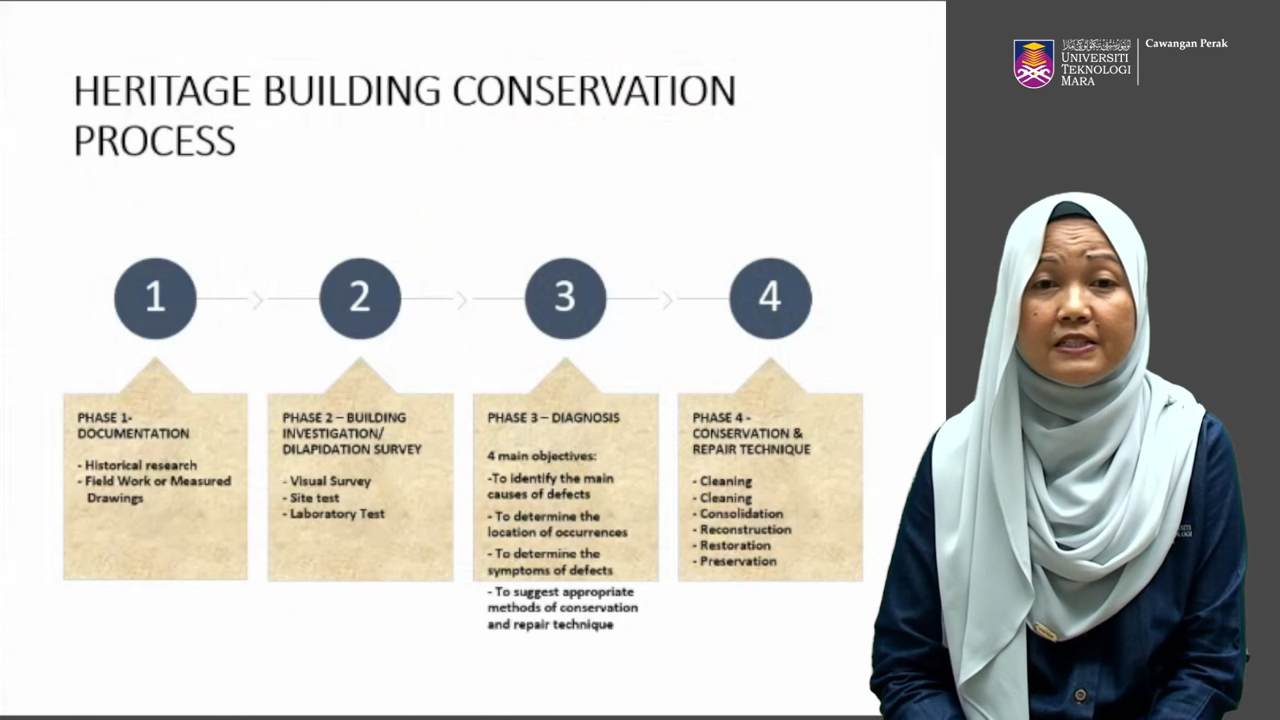 HERITAGE BUILDING CONSERVATION
PROCESS
1
2
3
4
PHASE 1-
DOCUMENTATION
- Historical research
- Field Work or Measured
Drawings
PHASE 2 – BUILDING
INVESTIGATION/
DILAPIDATION SURVEY
- Visual Survey
- Site test
- Laboratory Test
PHASE 3 – DIAGNOSIS
4 main objectives:
-To identify the main
causes of defects
- To determine the
location of occurrences
- To determine the
symptoms of defects
- To suggest appropriate
methods of conservation
and repair technique
PHASE 4 -
CONSERVATION &
REPAIR TECHNIQUE
- Cleaning
- Cleaning
- Consolidation
- Reconstruction
- Restoration
- Preservation
UNIVERSITI
TEKNOLOGI
MARA
Cawangan Perak